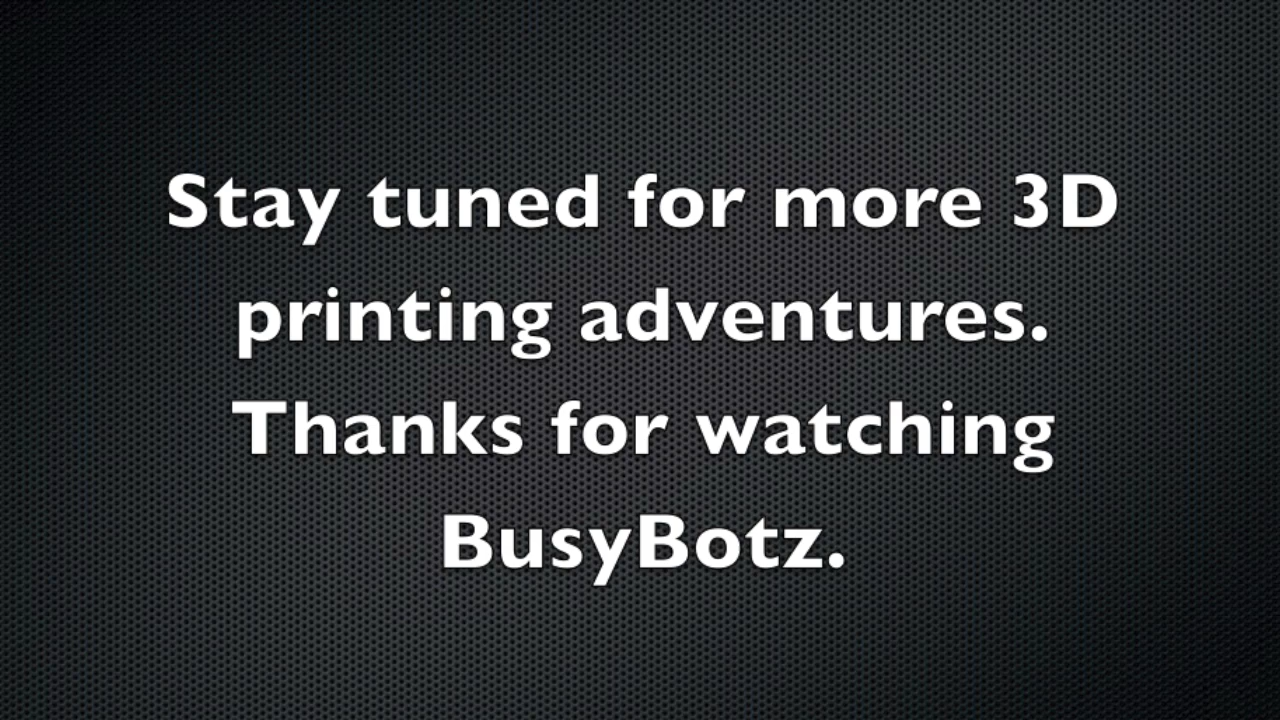 Stay tuned for more 3D
printing adventures.
Thanks for watching
BusyBotz.